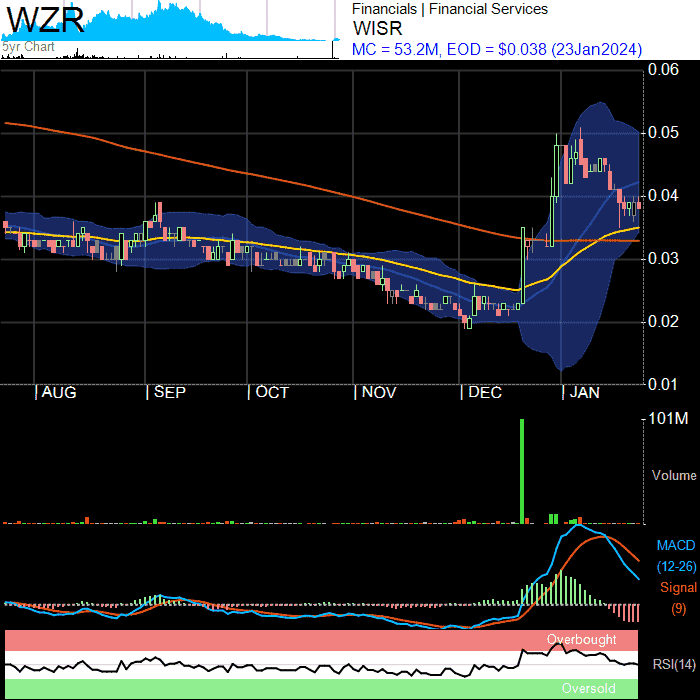 WZR
5yr Chart
Financials | Financial Services
WISR
MC = 53.2M, EOD = $0.038 (23Jan2024)
0.06
0.05
0.04
0.03
0.02
0.01
| AUG | SEP | OCT | NOV | DEC | JAN
101M
Volume
MACD
(12-26)
Signal
(9)
Overbought
RSI(14)
Oversold